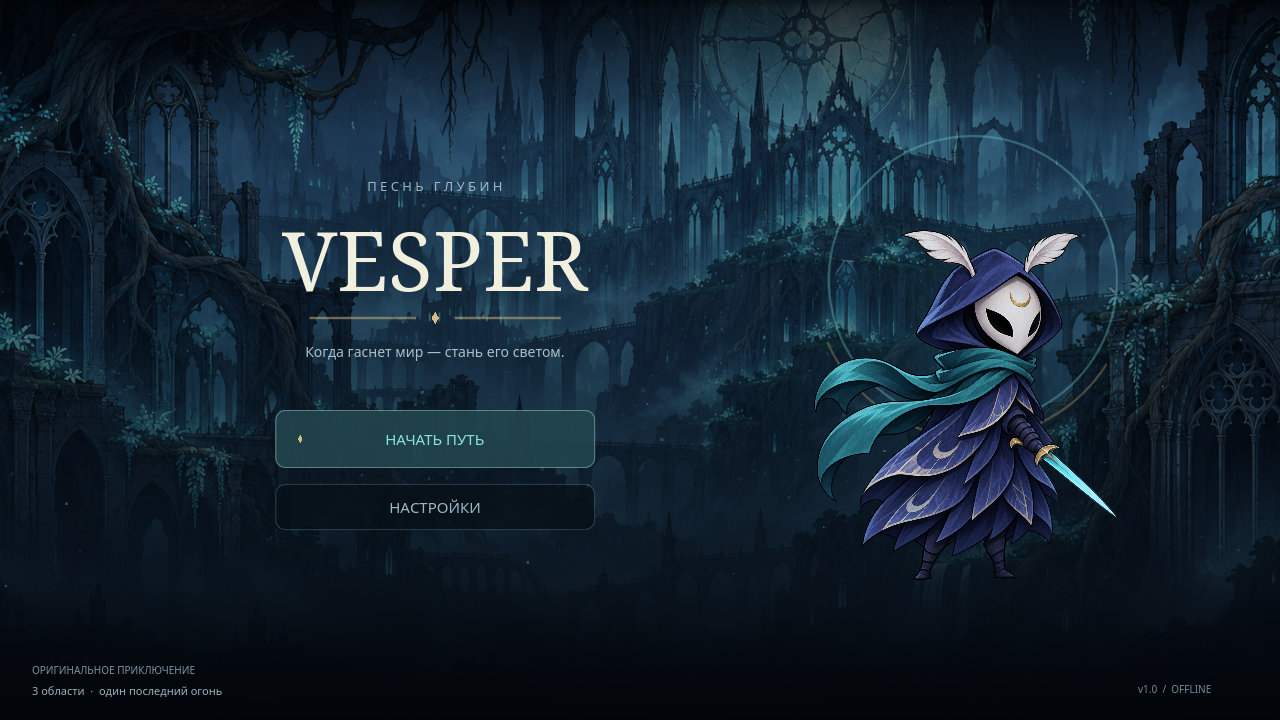 ПЕСНЬ ГЛУБИН
VESPER
Когда гаснет мир — стань его светом.
НАЧАТЬ ПУТЬ
НАСТРОЙКИ
ОРИГИНАЛЬНОЕ ПРИКЛЮЧЕНИЕ
3 области · один последний огонь
v1.0 / OFFLINE